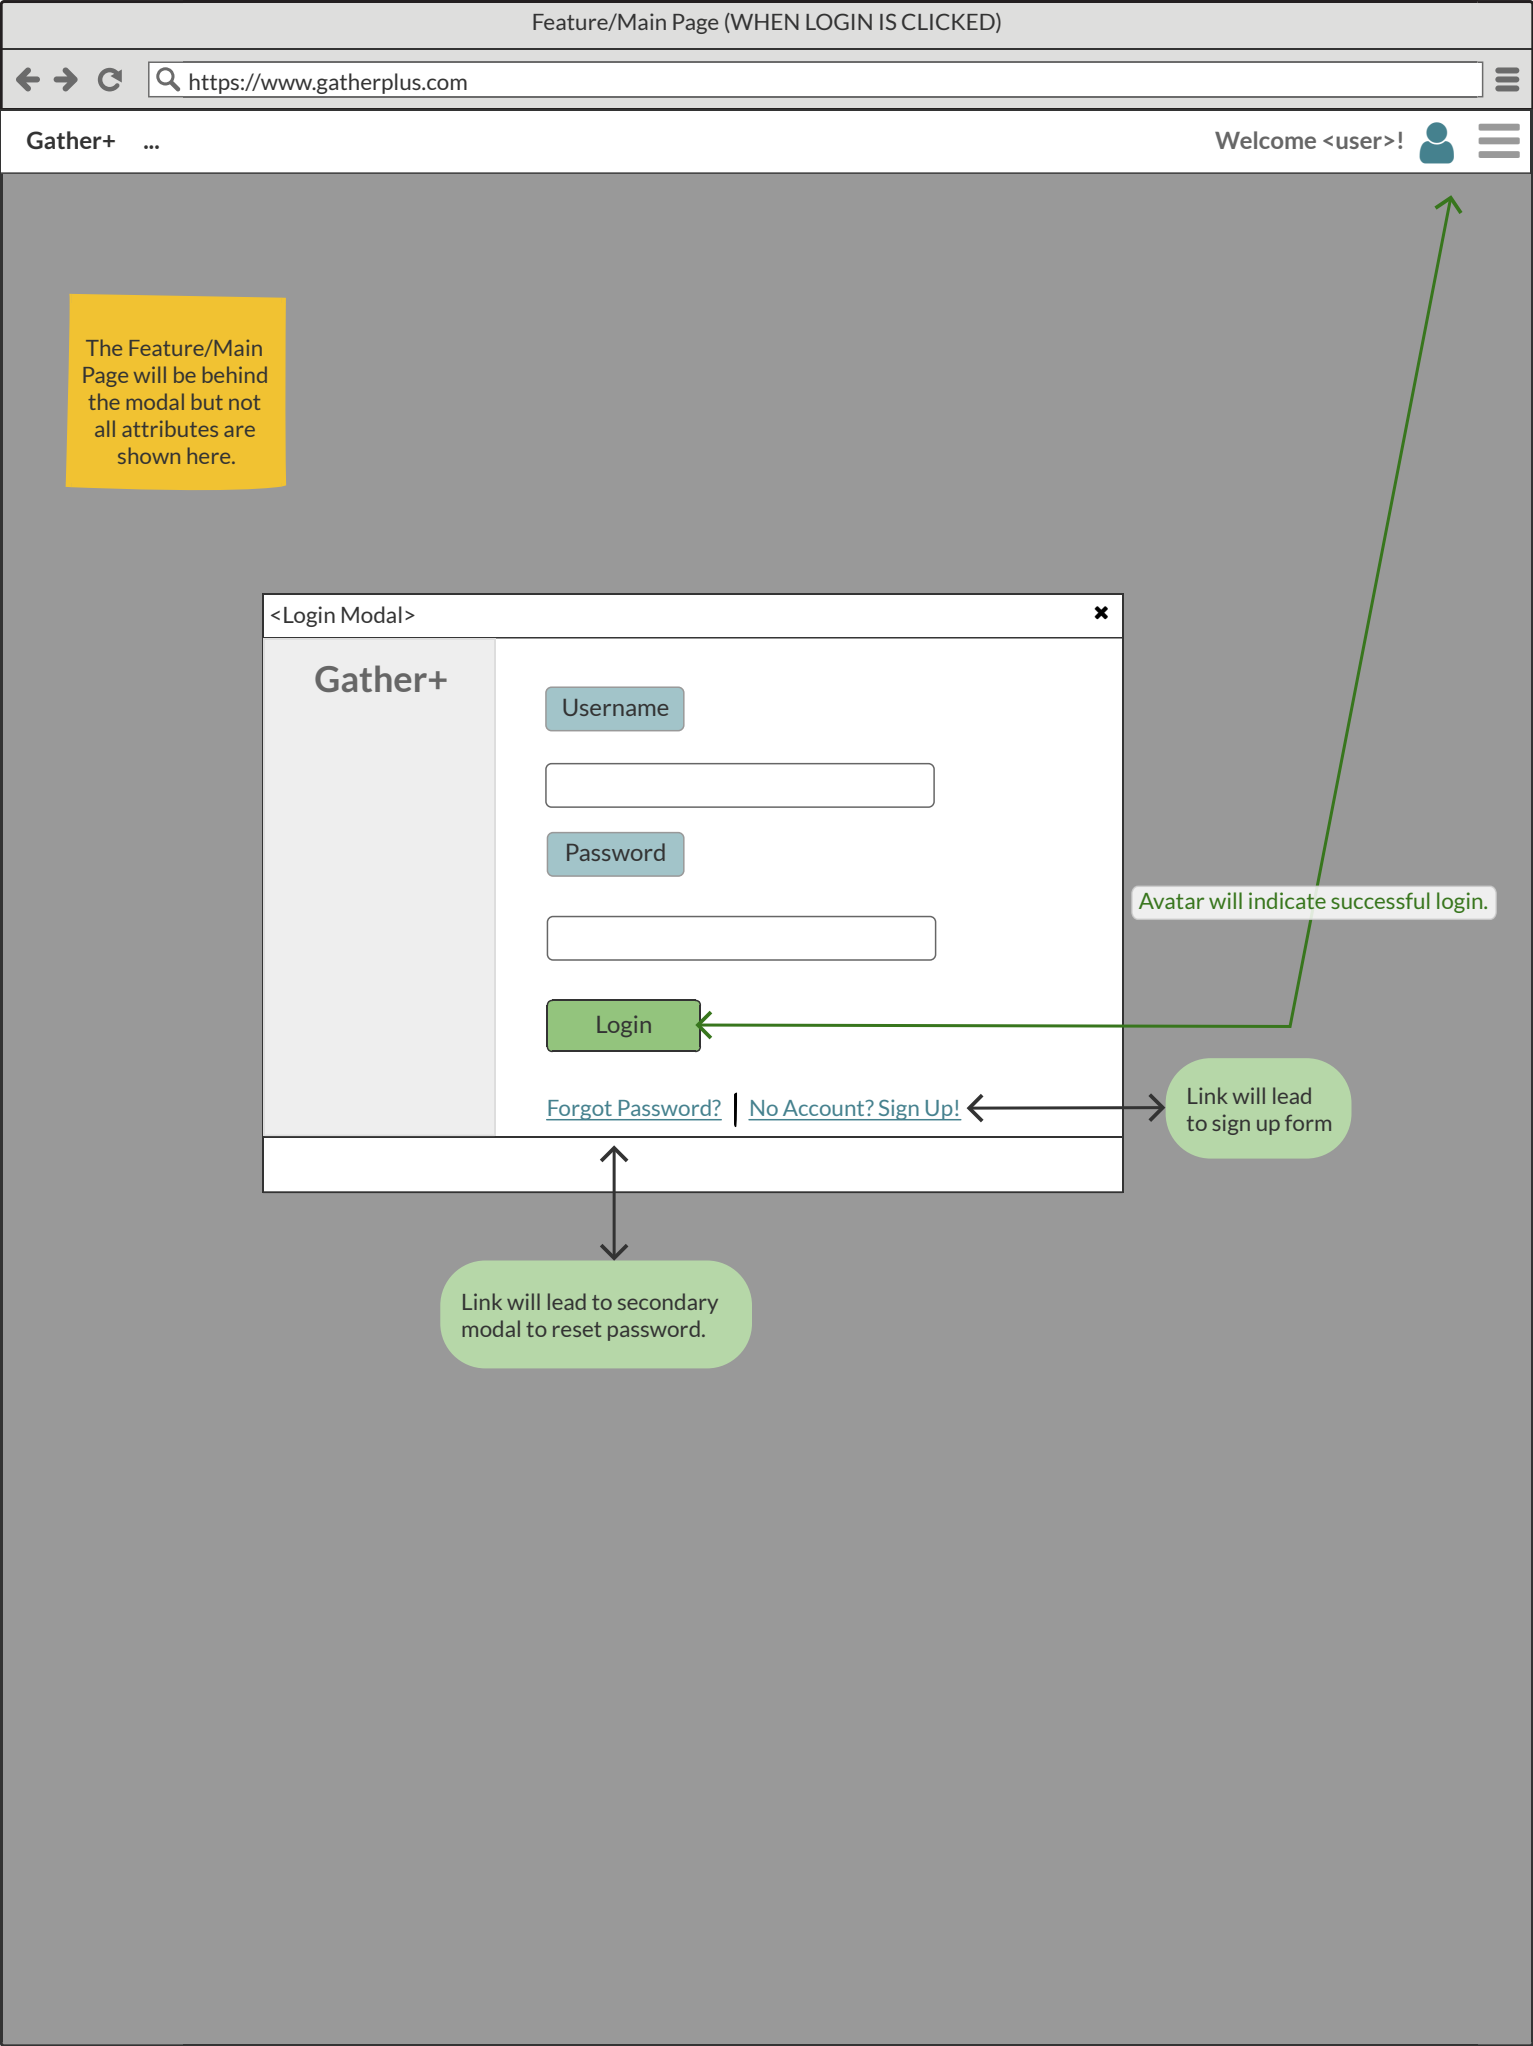 Feature/Main Page (WHEN LOGIN IS CLICKED)
https://www.gatherplus.com
Gather+ ...
Welcome <user>!
The Feature/Main
Page will be behind
the modal but not
all attributes are
shown here.
<Login Modal>
Gather+
Username
Password
Avatar will indicate successful login.
Login
Forgot Password? | No Account? Sign Up!
Link will lead
to sign up form
Link will lead to secondary
modal to reset password.